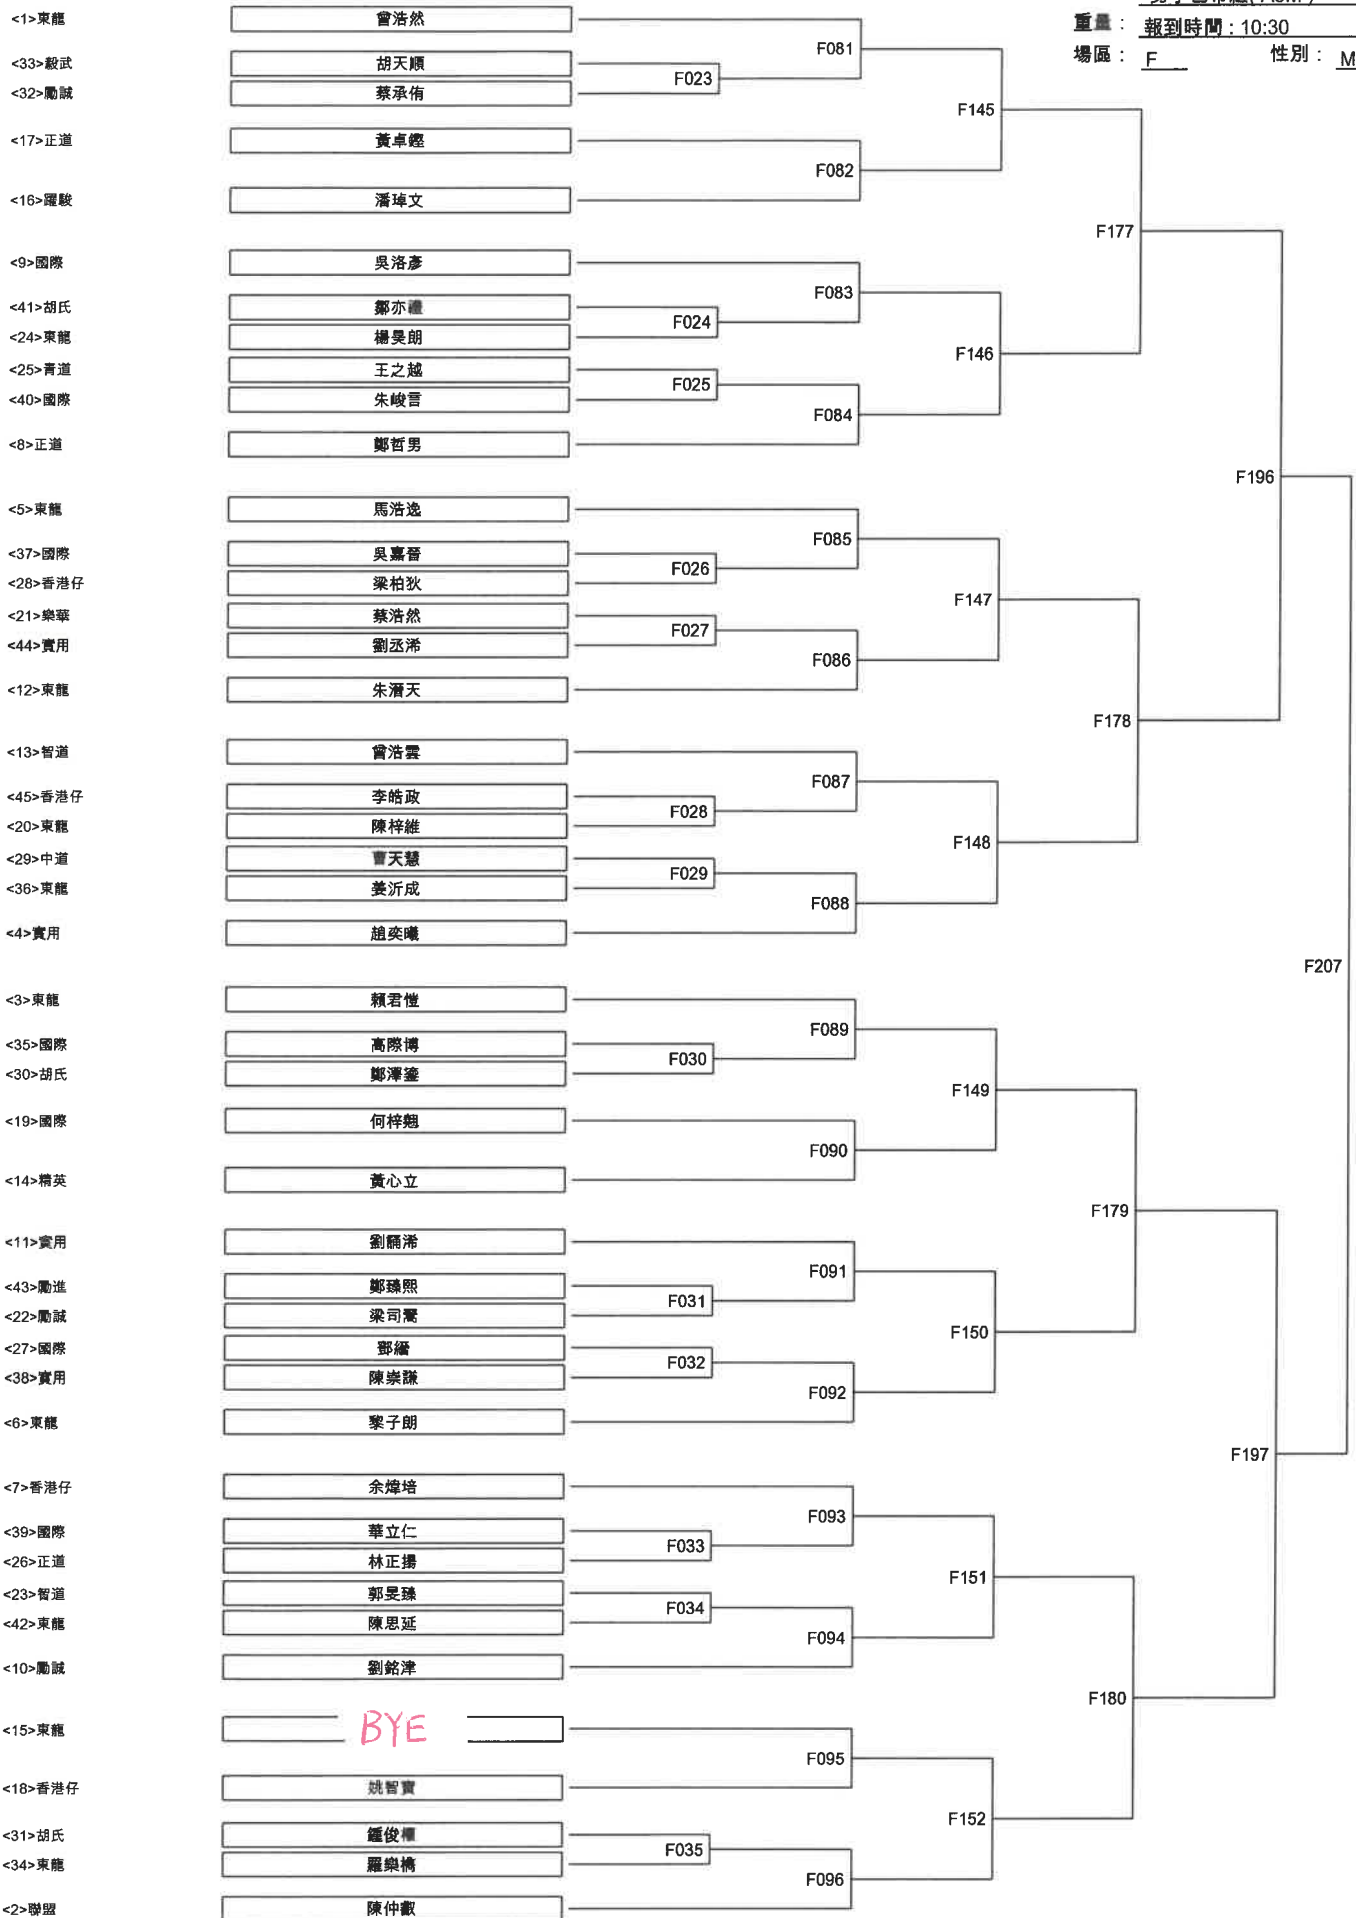 重量： 報到時間 : 10:30
場區： F 性別： M
<1>東龍 曾浩然
F081
<33>毅武 胡天順
F023
<32>勵誠 蔡承侑
F145
<17>正道 黃卓鏗
F082
<16>躍駿 潘琸文
F177
<9>國際 吳洛彥
F083
<41>胡氏 鄒亦禮
F024
<24>東龍 楊昊朗
F146
<25>青道 王之越
F025
<40>國際 朱峻言
F084
<8>正道 鄭哲男
F196
<5>東龍 馬浩逸
F085
<37>國際 吳嘉晉
F026
<28>香港仔 梁柏狄
F147
<21>樂華 蔡浩然
F027
<44>實用 劉丞浠
F086
<12>東龍 朱滑天
F178
<13>智道 曾浩雲
F087
<45>香港仔 李皓政
F028
<20>東龍 陳梓維
F148
<29>中道 曹天慧
F029
<36>東龍 姜沂成
F088
<4>實用 趙奕曦
F207
<3>東龍 賴君愷
F089
<35>國際 高際博
F030
<30>胡氏 鄭澤鎏
F149
<19>國際 何梓翹
F090
<14>精英 黃心立
F179
<11>實用 劉師浠
F091
<43>勵進 鄭臻熙
F031
<22>勵誠 梁司騫
F150
<27>國際 鄧縉
F032
<38>實用 陳崇謙
F092
<6>東龍 黎子朗
F197
<7>香港仔 余煒培
F093
<39>國際 華立仁
F033
<26>正道 林正揚
F151
<23>智道 郭旻臻
F034
<42>東龍 陳思延
F094
<10>勵誠 劉銘津
F180
<15>東龍 BYE
F095
<18>香港仔 姚智寶
F152
<31>胡氏 鍾俊權
F035
<34>東龍 羅樂橋
F096
<2>聯盟 陳仲叡